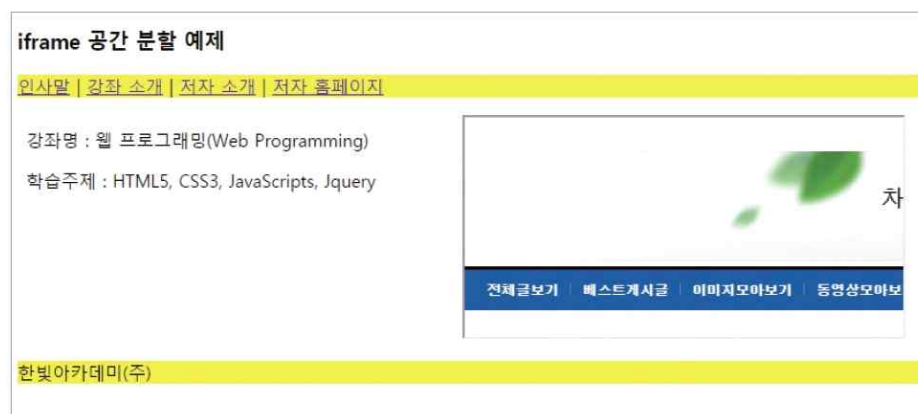 iframe 공간 분할 예제
인사말 | 강좌 소개 | 저자 소개 | 저자 홈페이지
강좌명 : 웹 프로그래밍(Web Programming)
학습주제 : HTML5, CSS3, JavaScripts, Jquery
차
전체글보기 | 베스트게시글 | 이미지모아보기 | 동영상모아보
한빛아카데미(주)